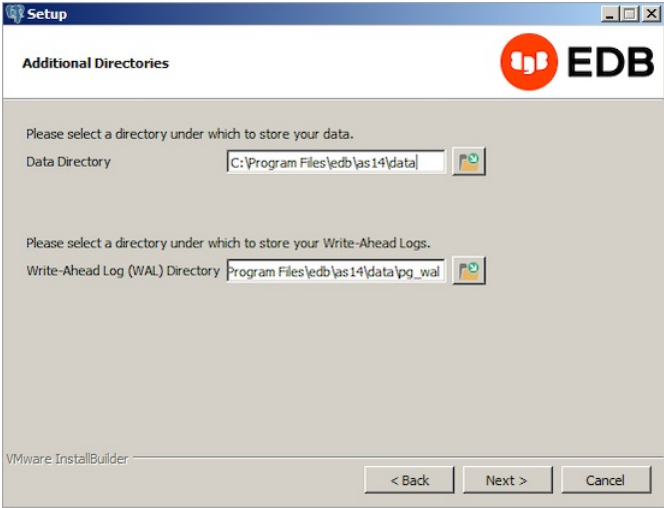 Setup
Additional Directories
EDB
Please select a directory under which to store your data.
Data Directory C:\Program Files\edb\as14\data
Please select a directory under which to store your Write-Ahead Logs.
Write-Ahead Log (WAL) Directory Program Files\edb\as14\data\pg_wal
VMware InstallBuilder
< Back Next > Cancel